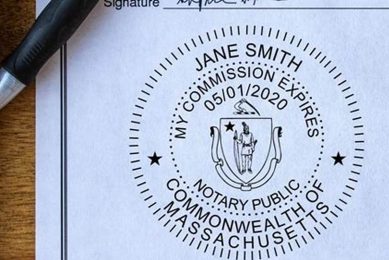 Signature
JANE SMITH
MY COMMISSION EXPIRES
05/01/2020
NOTARY PUBLIC
COMMONWEALTH OF
MASSACHUSETTS